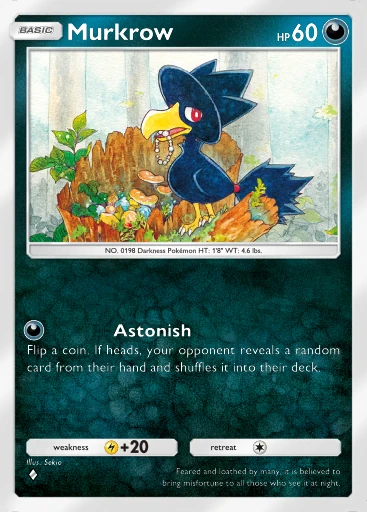 BASIC Murkrow HP 60
NO. 0198 Darkness Pokémon HT: 1'8" WT: 4.6 lbs.
Astonish
Flip a coin. If heads, your opponent reveals a random
card from their hand and shuffles it into their deck.
weakness +20 retreat
Illus. Sekio
Feared and loathed by many, it is believed to
bring misfortune to all those who see it at night.